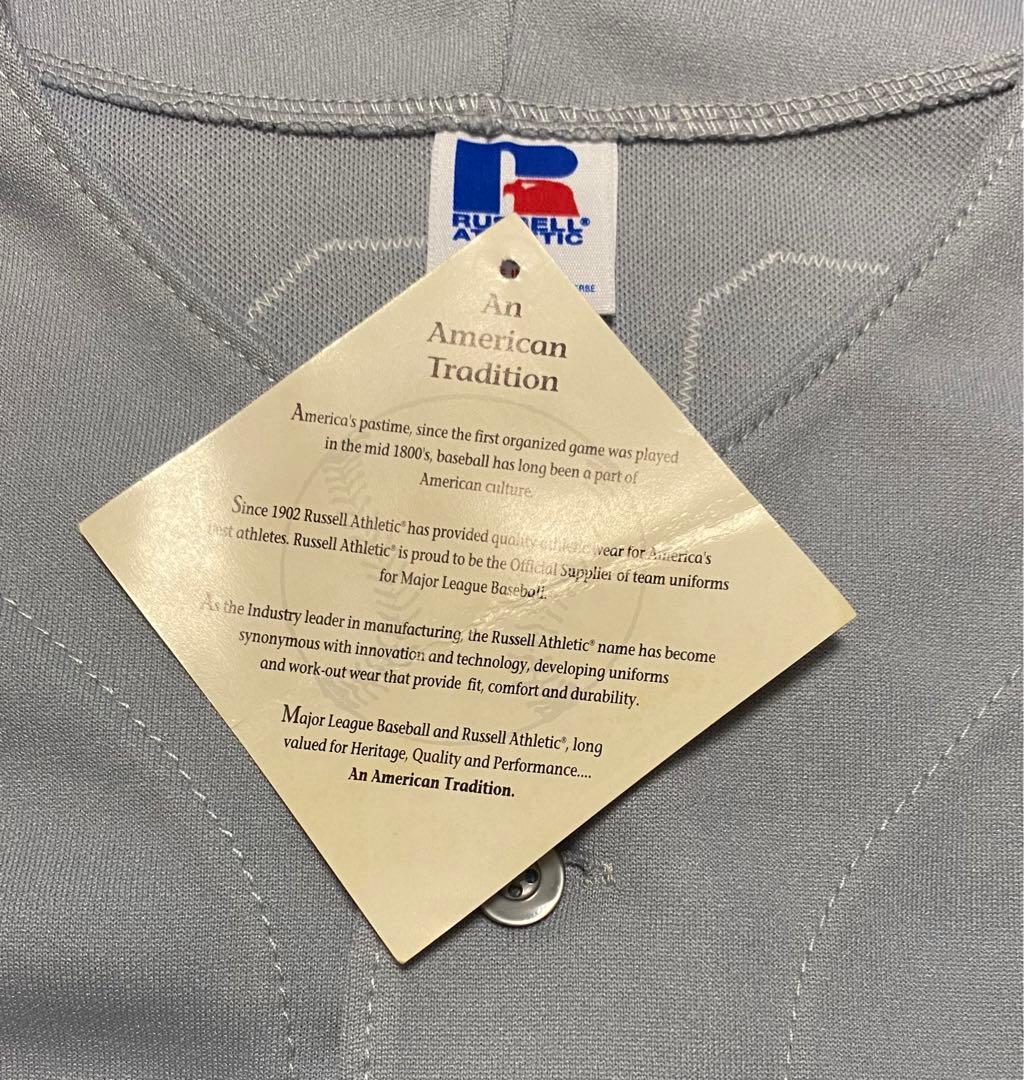 RUSSELL®
ATHLETIC
An
American
Tradition
America's pastime, since the first organized game was played
in the mid 1800's, baseball has long been a part of
American culture.
Since 1902 Russell Athletic® has provided quality athletic wear for America's
best athletes. Russell Athletic® is proud to be the Official Supplier of team uniforms
for Major League Baseball.
As the Industry leader in manufacturing, the Russell Athletic® name has become
synonymous with innovation and technology, developing uniforms
and work-out wear that provide fit, comfort and durability.
Major League Baseball and Russell Athletic®, long
valued for Heritage, Quality and Performance....
An American Tradition.